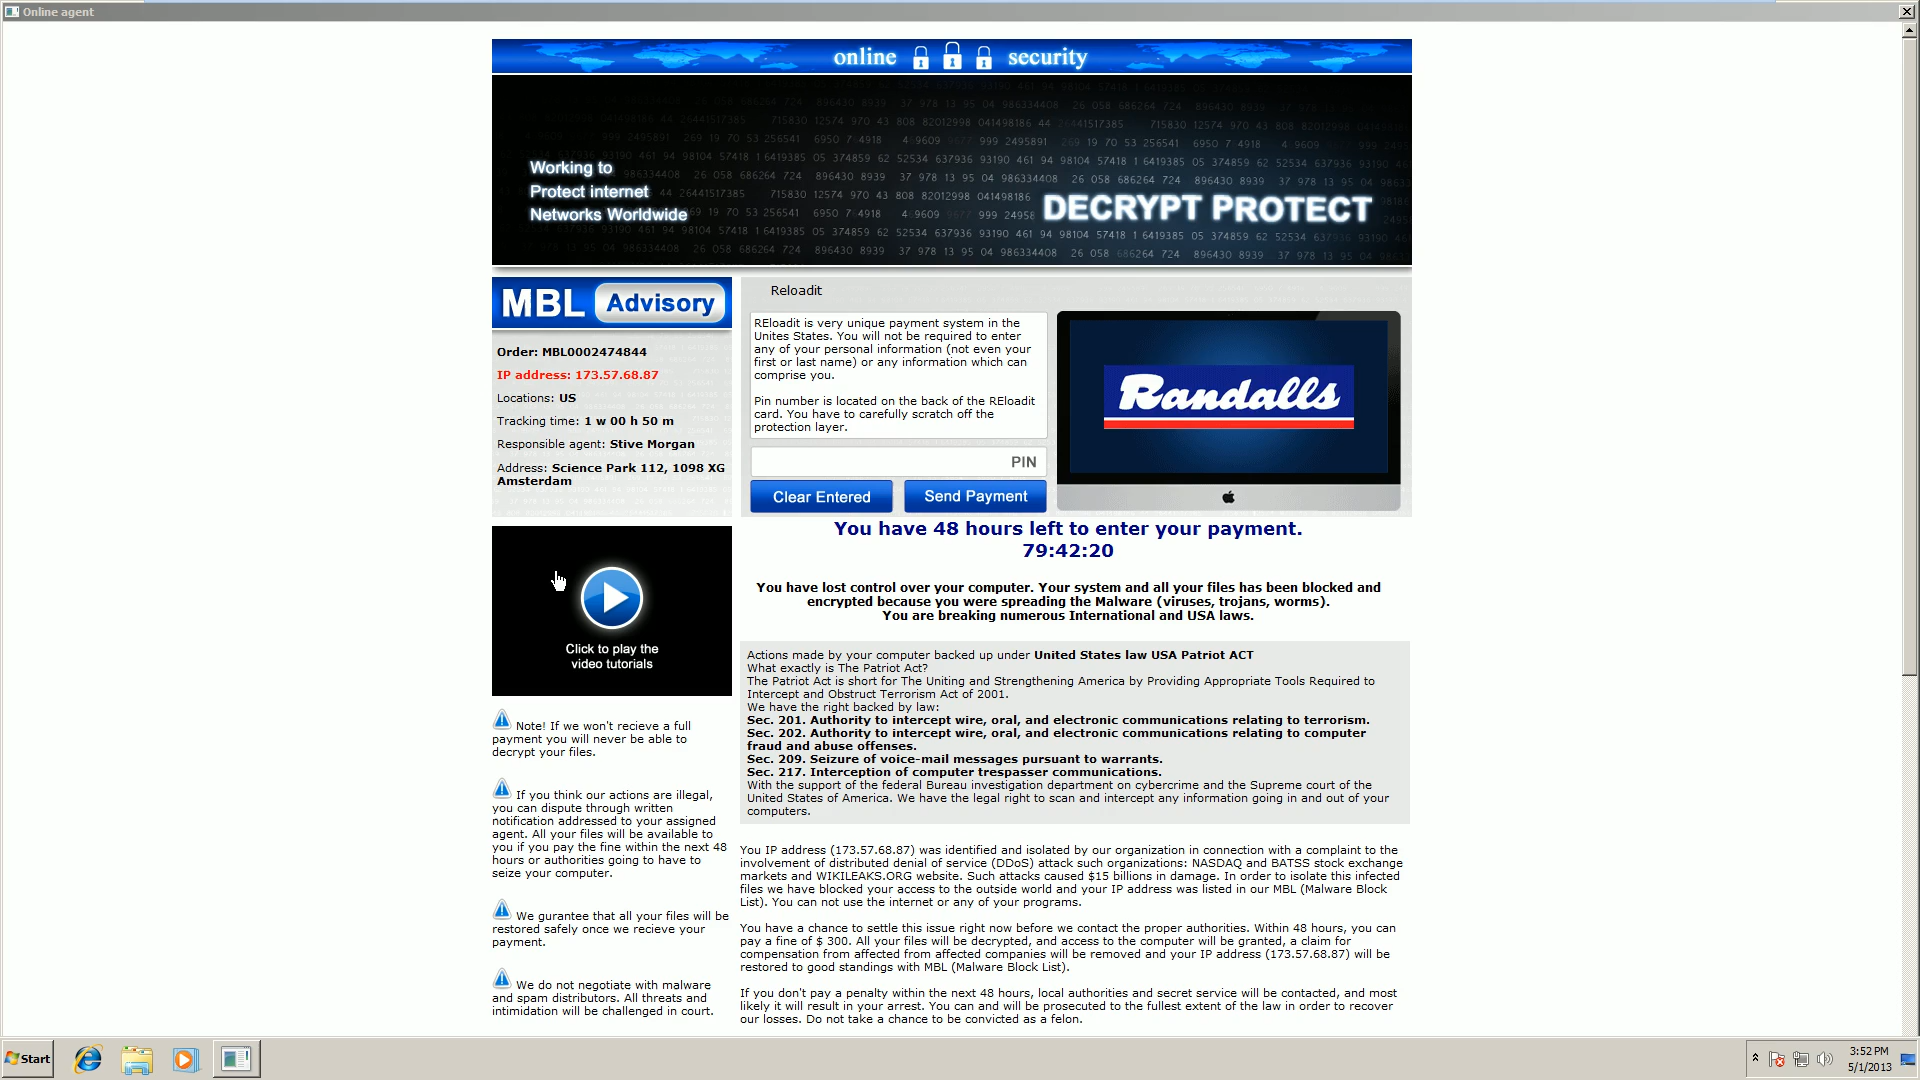 Online agent
online security
Working to
Protect internet
Networks Worldwide
DECRYPT PROTECT
MBL Advisory
Order: MBL0002474844
IP address: 173.57.68.87
Locations: US
Tracking time: 1 w 00 h 50 m
Responsible agent: Stive Morgan
Address: Science Park 112, 1098 XG
Amsterdam
Reloadit
REloadit is very unique payment system in the
Unites States. You will not be required to enter
any of your personal information (not even your
first or last name) or any information which can
comprise you.
Pin number is located on the back of the REloadit
card. You have to carefully scratch off the
protection layer.
PIN
Clear Entered
Send Payment
Randalls
Click to play the
video tutorials
Note! If we won't recieve a full
payment you will never be able to
decrypt your files.
If you think our actions are illegal,
you can dispute through written
notification addressed to your assigned
agent. All your files will be available to
you if you pay the fine within the next 48
hours or authorities going to have to
seize your computer.
We gurantee that all your files will be
restored safely once we recieve your
payment.
We do not negotiate with malware
and spam distributors. All threats and
intimidation will be challenged in court.
You have 48 hours left to enter your payment.
79:42:20
You have lost control over your computer. Your system and all your files has been blocked and
encrypted because you were spreading the Malware (viruses, trojans, worms).
You are breaking numerous International and USA laws.
Actions made by your computer backed up under United States law USA Patriot ACT
What exactly is The Patriot Act?
The Patriot Act is short for The Uniting and Strengthening America by Providing Appropriate Tools Required to
Intercept and Obstruct Terrorism Act of 2001.
We have the right backed by law:
Sec. 201. Authority to intercept wire, oral, and electronic communications relating to terrorism.
Sec. 202. Authority to intercept wire, oral, and electronic communications relating to computer
fraud and abuse offenses.
Sec. 209. Seizure of voice-mail messages pursuant to warrants.
Sec. 217. Interception of computer trespasser communications.
With the support of the federal Bureau investigation department on cybercrime and the Supreme court of the
United States of America. We have the legal right to scan and intercept any information going in and out of your
computers.
You IP address (173.57.68.87) was identified and isolated by our organization in connection with a complaint to the
involvement of distributed denial of service (DDoS) attack such organizations: NASDAQ and BATSS stock exchange
markets and WIKILEAKS.ORG website. Such attacks caused $15 billions in damage. In order to isolate this infected
files we have blocked your access to the outside world and your IP address was listed in our MBL (Malware Block
List). You can not use the internet or any of your programs.
You have a chance to settle this issue right now before we contact the proper authorities. Within 48 hours, you can
pay a fine of $ 300. All your files will be decrypted, and access to the computer will be granted, a claim for
compensation from affected from affected companies will be removed and your IP address (173.57.68.87) will be
restored to good standings with MBL (Malware Block List).
If you don't pay a penalty within the next 48 hours, local authorities and secret service will be contacted, and most
likely it will result in your arrest. You can and will be prosecuted to the fullest extent of the law in order to recover
our losses. Do not take a chance to be convicted as a felon.
Start
3:52 PM
5/1/2013